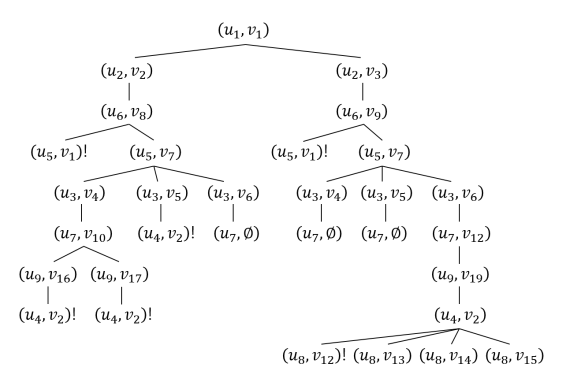 (u₁, v₁)
(u₂, v₂) (u₂, v₃)
(u₆, v₈) (u₆, v₉)
(u₅, v₁)! (u₅, v₇) (u₅, v₁)! (u₅, v₇)
(u₃, v₄) (u₃, v₅) (u₃, v₆) (u₃, v₄) (u₃, v₅) (u₃, v₆)
(u₇, v₁₀) (u₄, v₂)! (u₇, ∅) (u₇, ∅) (u₇, ∅) (u₇, v₁₂)
(u₉, v₁₆) (u₉, v₁₇) (u₉, v₁₉)
(u₄, v₂)! (u₄, v₂)! (u₄, v₂)
(u₈, v₁₂)! (u₈, v₁₃) (u₈, v₁₄) (u₈, v₁₅)